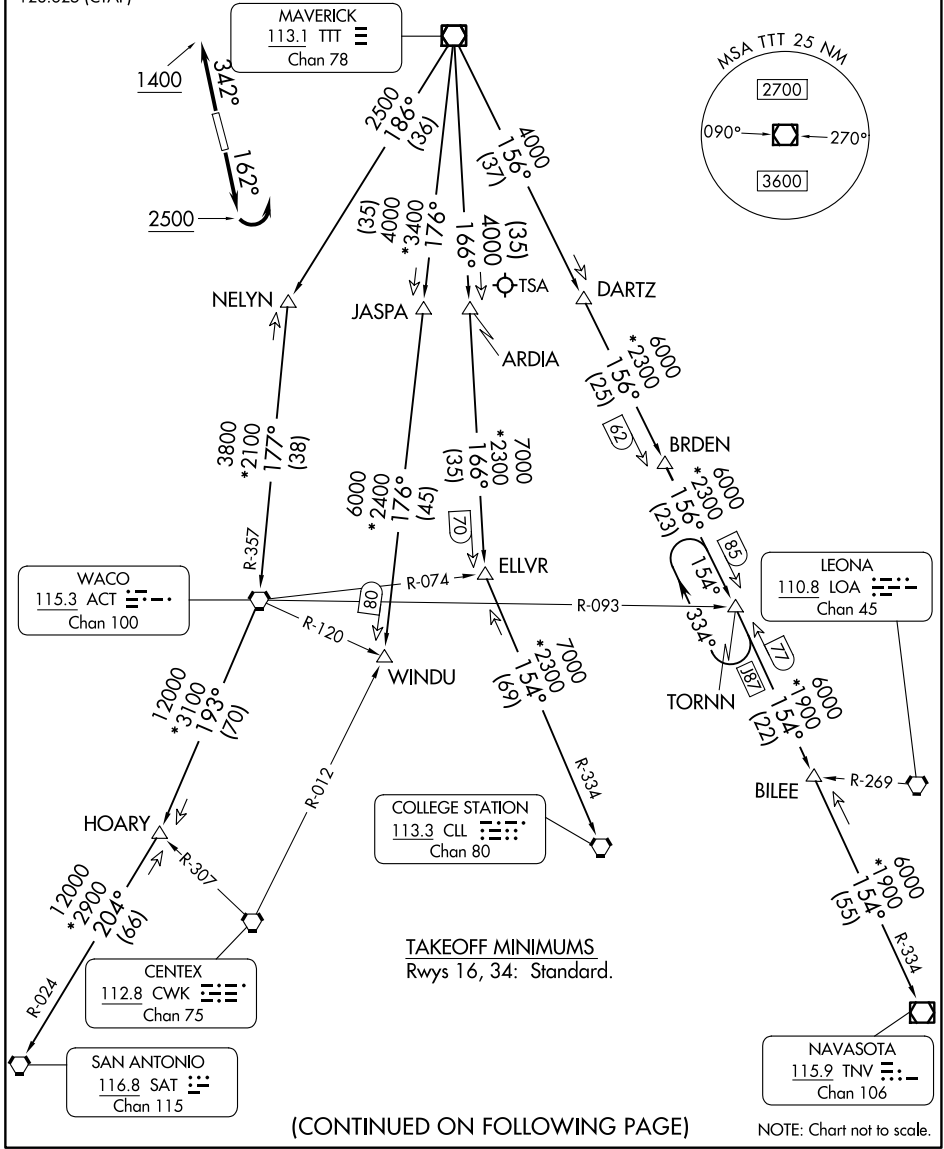 MAVERICK
113.1 TTT
Chan 78
MSA TTT 25 NM
2700
090°
270°
3600
1400
342°
162°
2500
2500
186°
(36)
(35)
4000
*3400
176°
(35)
4000
166°
4000
156°
(37)
TSA
NELYN
JASPA
ARDIA
DARTZ
6000
*2300
156°
(25)
62
BRDEN
3800
*2100
177°
(38)
R-357
6000
*2400
176°
(45)
80
7000
*2300
166°
(35)
70
6000
*2300
156°
(23)
85
ELLVR
WACO
115.3 ACT
Chan 100
R-074
R-093
R-120
WINDU
154°
334°
TORNN
J87
77
LEONA
110.8 LOA
Chan 45
12000
*3100
193°
(70)
7000
*2300
154°
(69)
R-334
6000
*1900
154°
(22)
BILEE
R-269
R-012
HOARY
R-307
COLLEGE STATION
113.3 CLL
Chan 80
12000
*2900
204°
(66)
R-024
6000
*1900
154°
(55)
R-334
CENTEX
112.8 CWK
Chan 75
TAKEOFF MINIMUMS
Rwys 16, 34: Standard.
SAN ANTONIO
116.8 SAT
Chan 115
NAVASOTA
115.9 TNV
Chan 106
(CONTINUED ON FOLLOWING PAGE)
NOTE: Chart not to scale.